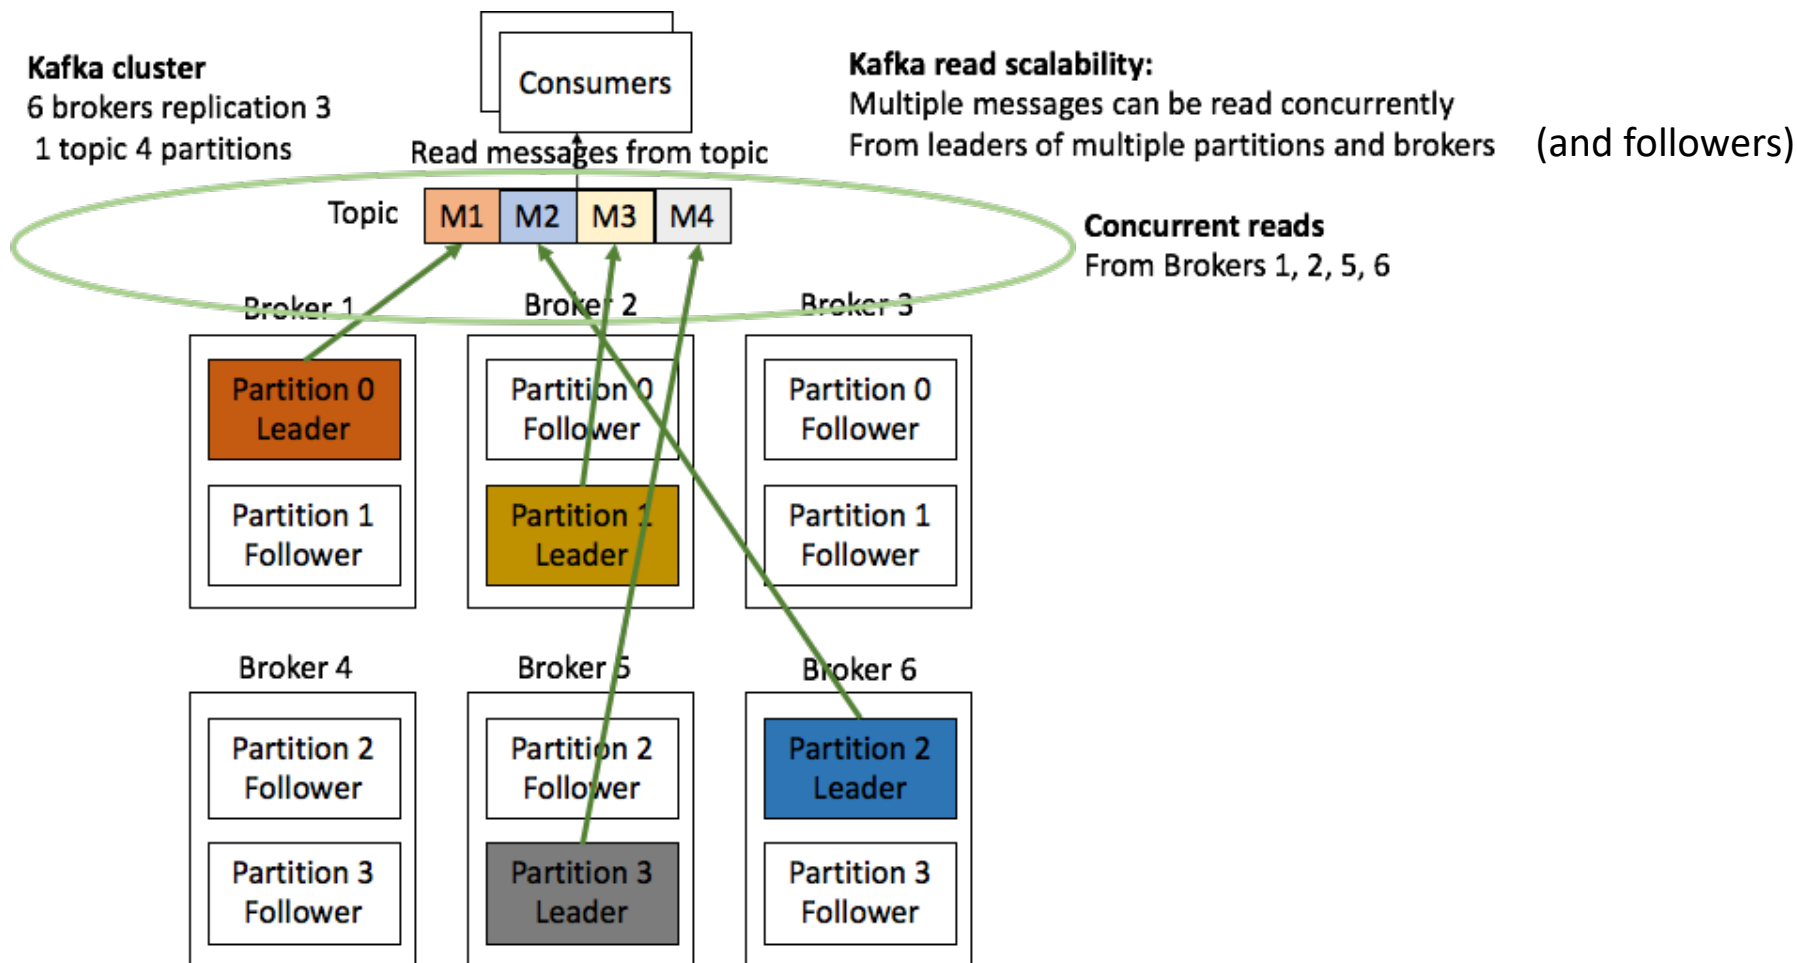 Kafka cluster
6 brokers replication 3
1 topic 4 partitions
Consumers
Read messages from topic
Kafka read scalability:
Multiple messages can be read concurrently
From leaders of multiple partitions and brokers (and followers)
Topic M1 M2 M3 M4
Concurrent reads
From Brokers 1, 2, 5, 6
Broker 1
Partition 0
Leader
Partition 1
Follower
Broker 2
Partition 0
Follower
Partition 1
Leader
Broker 3
Partition 0
Follower
Partition 1
Follower
Broker 4
Partition 2
Follower
Partition 3
Follower
Broker 5
Partition 2
Follower
Partition 3
Leader
Broker 6
Partition 2
Leader
Partition 3
Follower